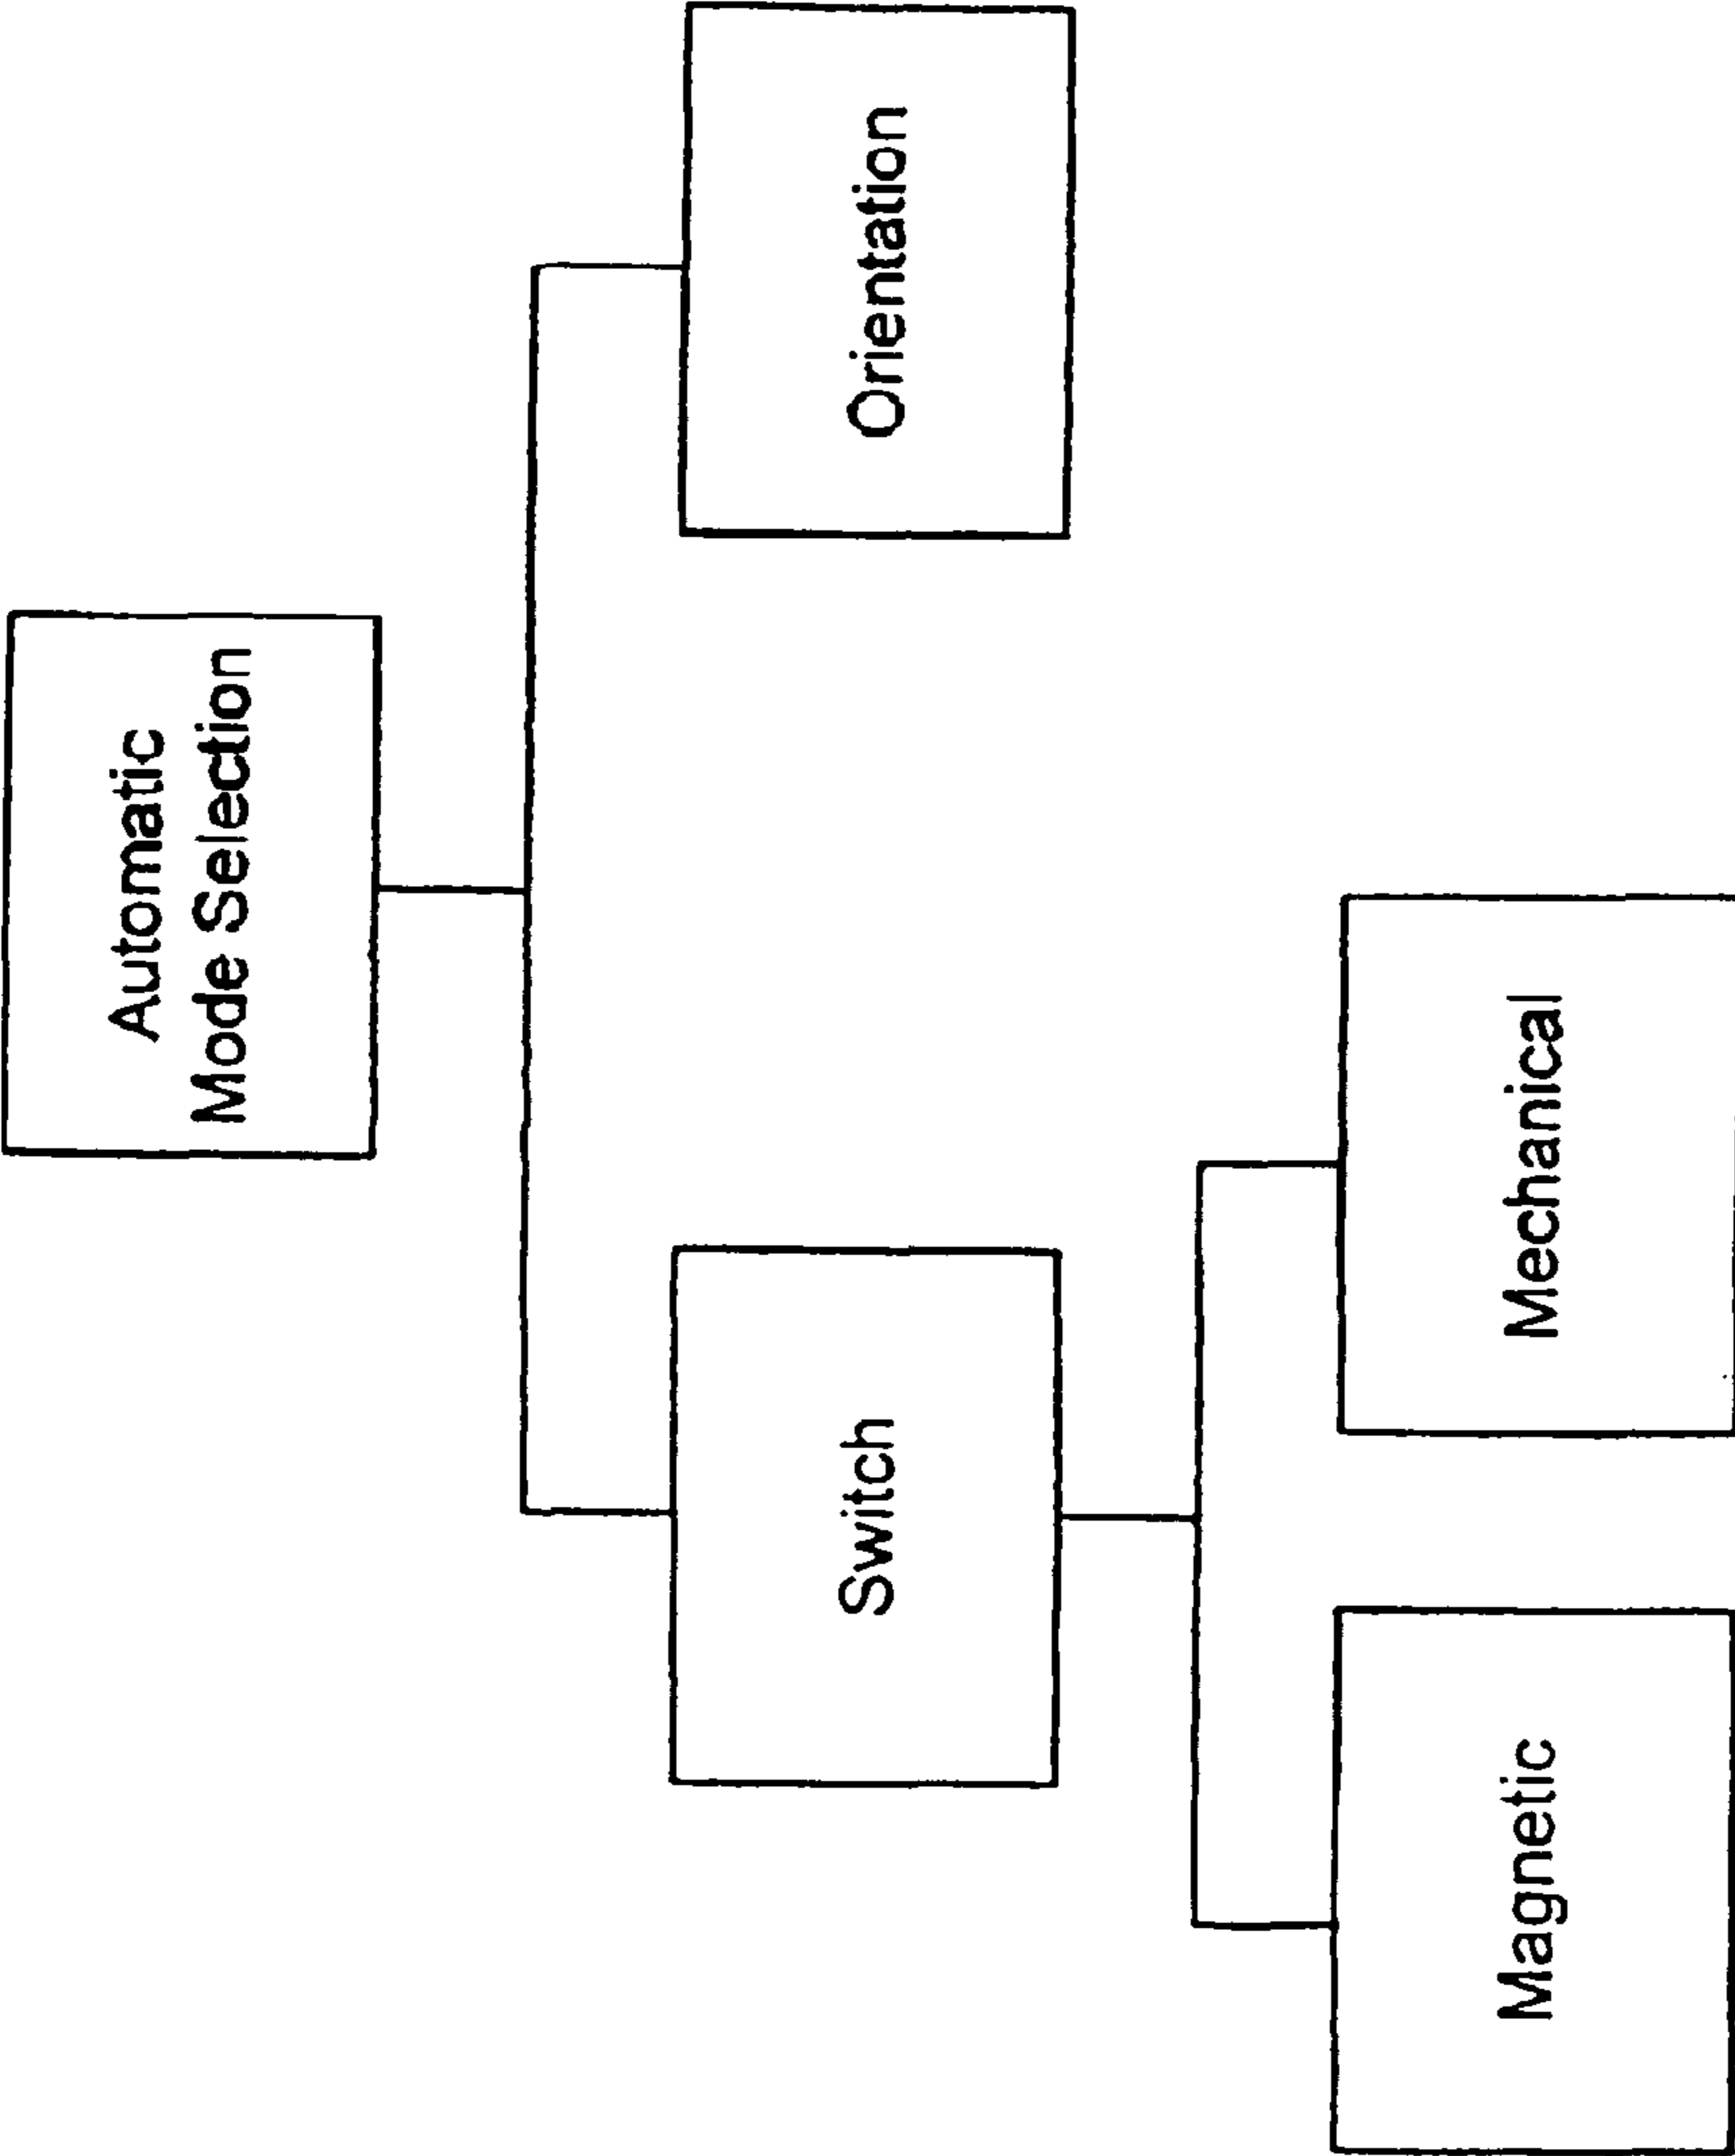 Automatic
Mode Selection
Switch
Orientation
Magnetic
Mechanical